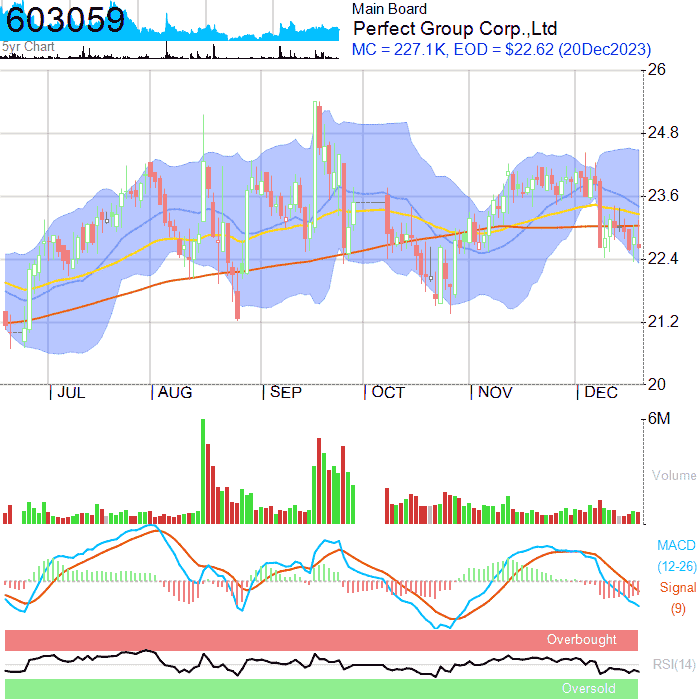 603059
5yr Chart
Main Board
Perfect Group Corp.,Ltd
MC = 227.1K, EOD = $22.62 (20Dec2023)
26
24.8
23.6
22.4
21.2
20
JUL AUG SEP OCT NOV DEC
6M
Volume
MACD
(12-26)
Signal
(9)
Overbought
RSI(14)
Oversold